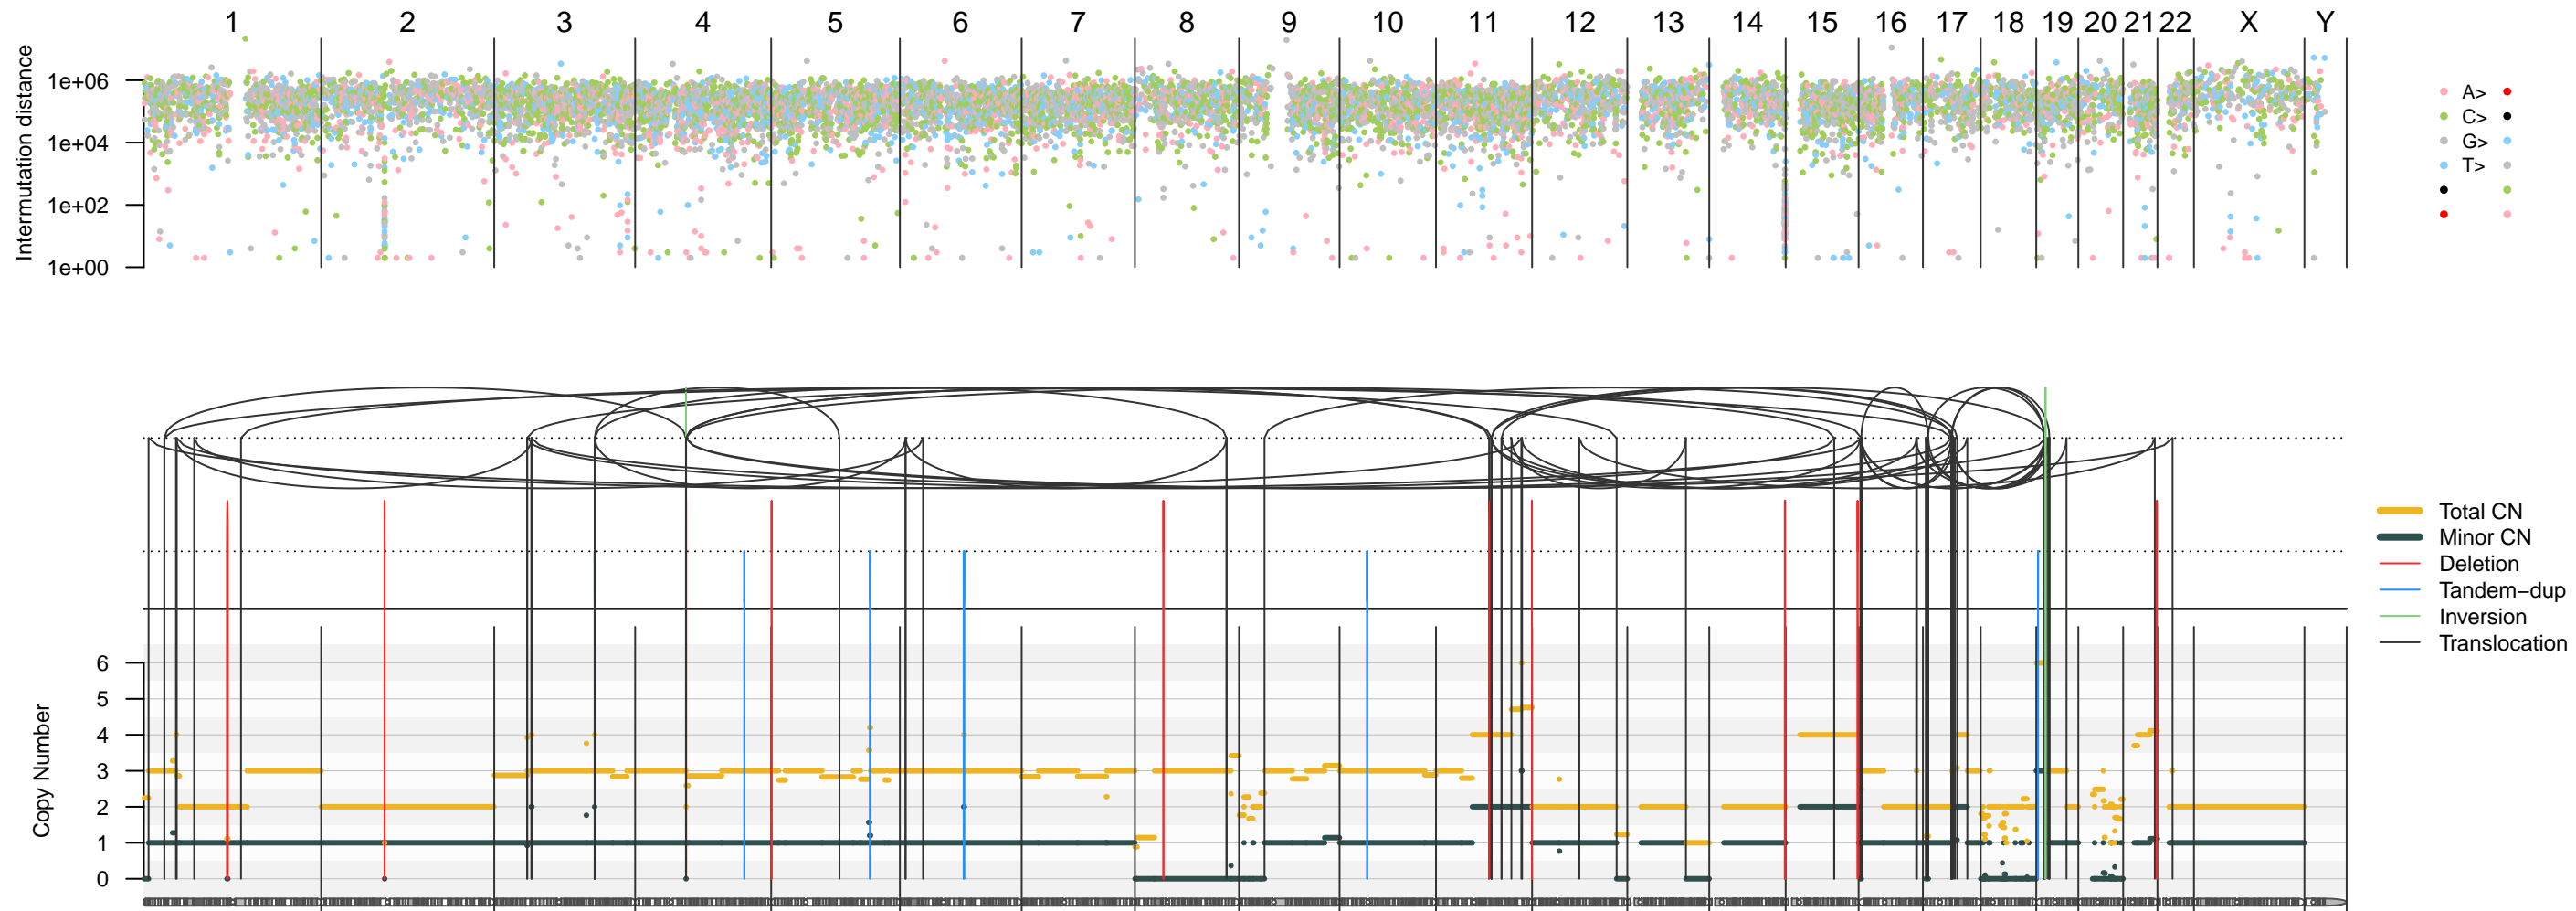 1 2 3 4 5 6 7 8 9 10 11 12 13 14 15 16 17 18 19 20 21 22 X Y
Intermutation distance
1e+06
1e+04
1e+02
1e+00
A>
C>
G>
T>
Total CN
Minor CN
Deletion
Tandem−dup
Inversion
Translocation
Copy Number
6
5
4
3
2
1
0